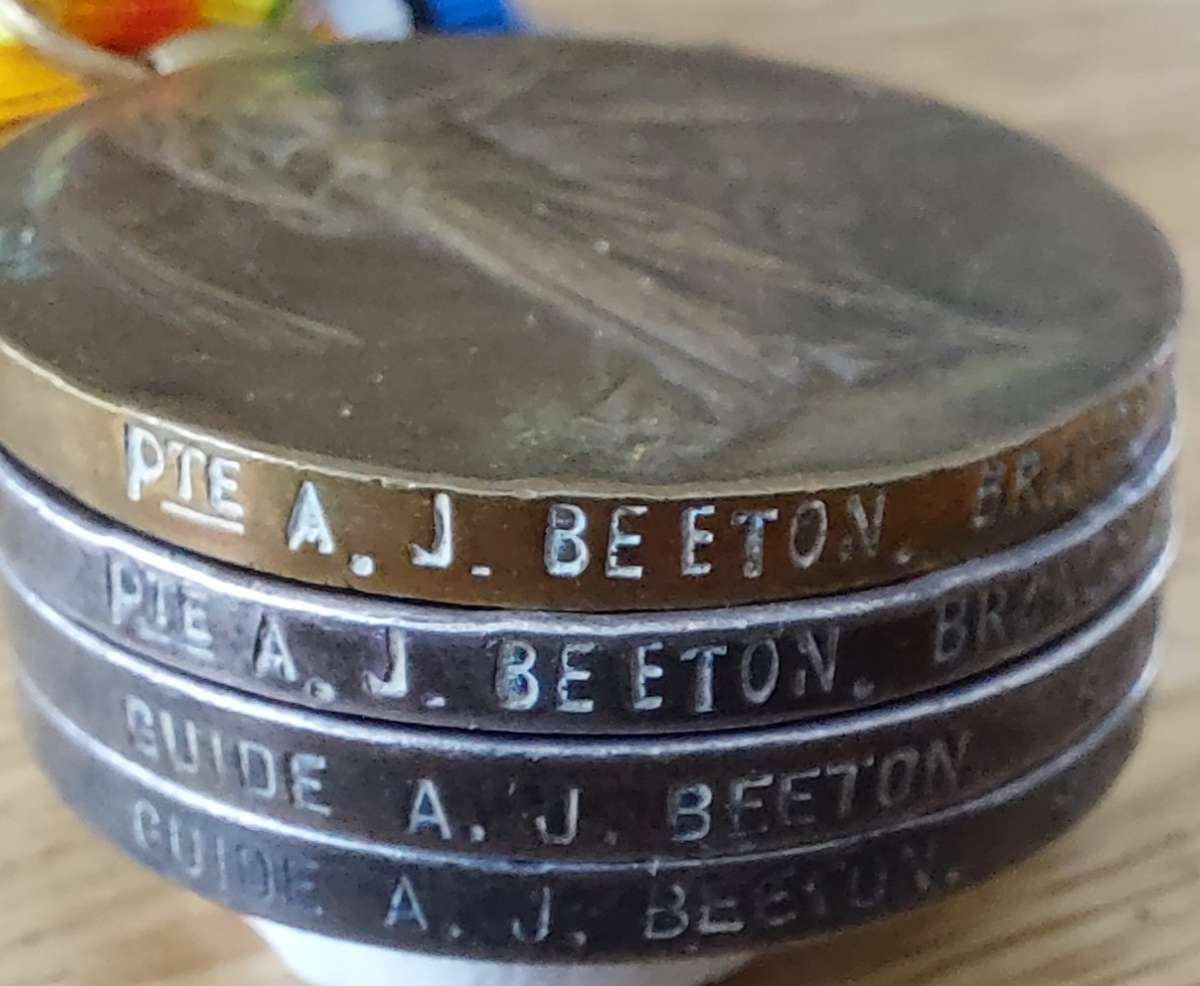 PTE A. J. BEETON.
PTE A. J. BEETON.
GUIDE A. J. BEETON
GUIDE A. J. BEETON.